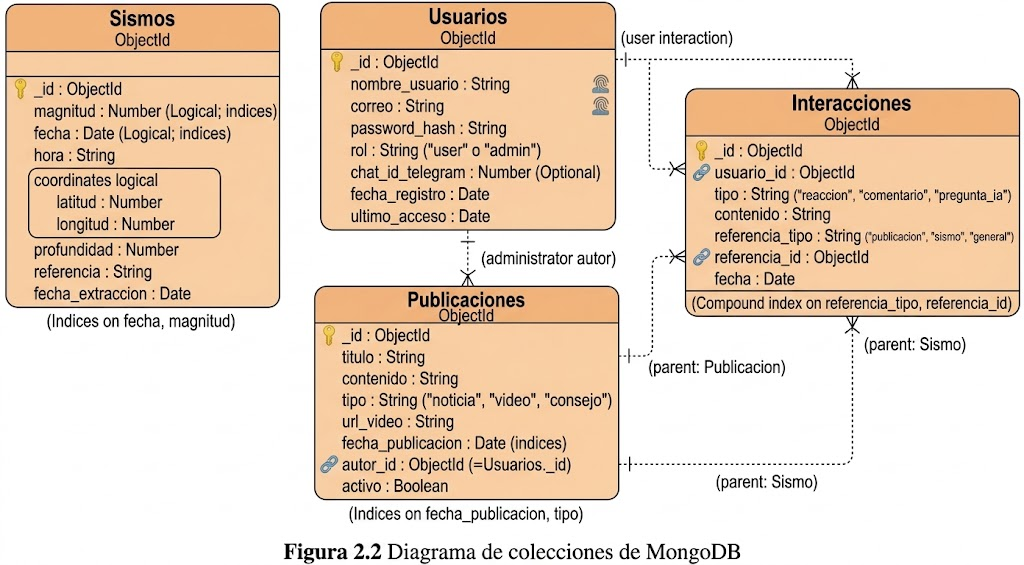 Sismos
ObjectId
_id : ObjectId
magnitud : Number (Logical; indices)
fecha : Date (Logical; indices)
hora : String
coordinates logical
latitud : Number
longitud : Number
profundidad : Number
referencia : String
fecha_extraccion : Date
(Indices on fecha, magnitud)
Usuarios
ObjectId
_id : ObjectId
nombre_usuario : String
correo : String
password_hash : String
rol : String ("user" o "admin")
chat_id_telegram : Number (Optional)
fecha_registro : Date
ultimo_acceso : Date
(user interaction)
(administrator autor)
Publicaciones
ObjectId
_id : ObjectId
titulo : String
contenido : String
tipo : String ("noticia", "video", "consejo")
url_video : String
fecha_publicacion : Date (indices)
autor_id : ObjectId (=Usuarios._id)
activo : Boolean
(Indices on fecha_publicacion, tipo)
Interacciones
ObjectId
_id : ObjectId
usuario_id : ObjectId
tipo : String ("reaccion", "comentario", "pregunta_ia")
contenido : String
referencia_tipo : String ("publicacion", "sismo", "general")
referencia_id : ObjectId
fecha : Date
(Compound index on referencia_tipo, referencia_id)
(parent: Sismo)
(parent: Publicacion)
(parent: Sismo)
Figura 2.2 Diagrama de colecciones de MongoDB